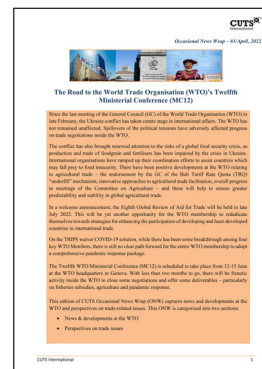 CUTS
International
Occasional News Wrap – 03/April, 2022
The Road to the World Trade Organisation (WTO)'s Twelfth
Ministerial Conference (MC12)
Since the last meeting of the General Council (GC) of the World Trade Organisation (WTO) in
late February, the Ukraine conflict has taken centre stage in international affairs. The WTO has
not remained unaffected. Spillovers of the political tensions have adversely affected progress
on trade negotiations inside the WTO.
The conflict has also brought renewed attention to the risks of a global food security crisis, as
production and trade of foodgrain and fertilisers has been impaired by the crisis in Ukraine.
International organisations have ramped up their coordination efforts to assist countries which
may fall prey to food insecurity. There have been positive developments at the WTO relating
to agricultural trade – the endorsement by the GC of the Bali Tariff Rate Quota (TRQ)
"underfill" mechanism, innovative approaches to agricultural trade facilitation, overall progress
in meetings of the Committee on Agriculture – and these will help to ensure greater
predictability and stability in global agricultural trade.
In a welcome announcement, the Eighth Global Review of Aid for Trade will be held in late
July 2022. This will be yet another opportunity for the WTO membership to rededicate
themselves towards strategies for enhancing the participation of developing and least-developed
countries in international trade.
On the TRIPS waiver COVID-19 solution, while there has been some breakthrough among four
key WTO Members, there is still no clear path forward for the entire WTO membership to adopt
a comprehensive pandemic response package.
The Twelfth WTO Ministerial Conference (MC12) is scheduled to take place from 12-15 June
at the WTO headquarters in Geneva. With less than two months to go, there will be frenetic
activity inside the WTO to close some negotiations and offer some deliverables – particularly
on fisheries subsidies, agriculture and pandemic response.
This edition of CUTS Occasional News Wrap (ONW) captures news and developments at the
WTO and perspectives on trade-related issues. This ONW is categorised into two sections:
• News & developments at the WTO
• Perspectives on trade issues
CUTS International 1